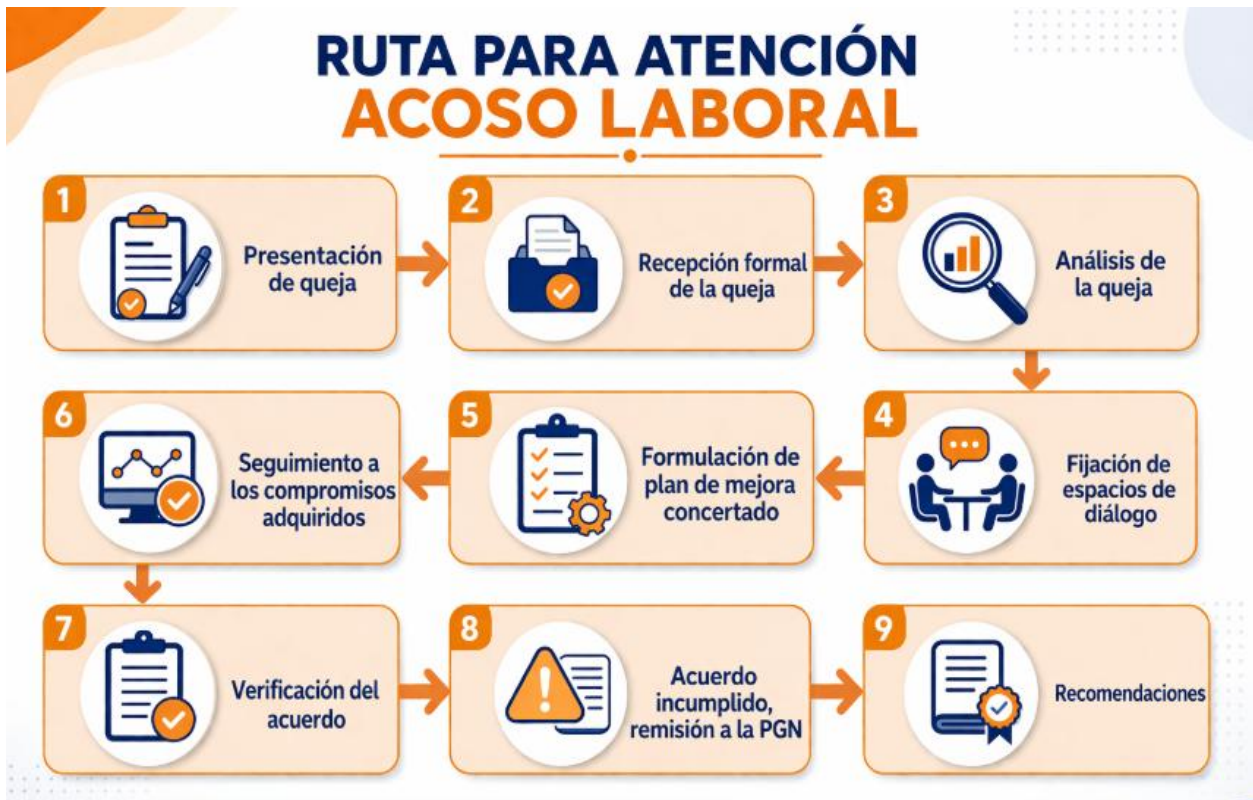 RUTA PARA ATENCIÓN
ACOSO LABORAL
1
Presentación
de queja
2
Recepción formal
de la queja
3
Análisis de
la queja
4
Fijación de
espacios de
diálogo
5
Formulación de
plan de mejora
concertado
6
Seguimiento a
los compromisos
adquiridos
7
Verificación del
acuerdo
8
Acuerdo
incumplido,
remisión a la PGN
9
Recomendaciones